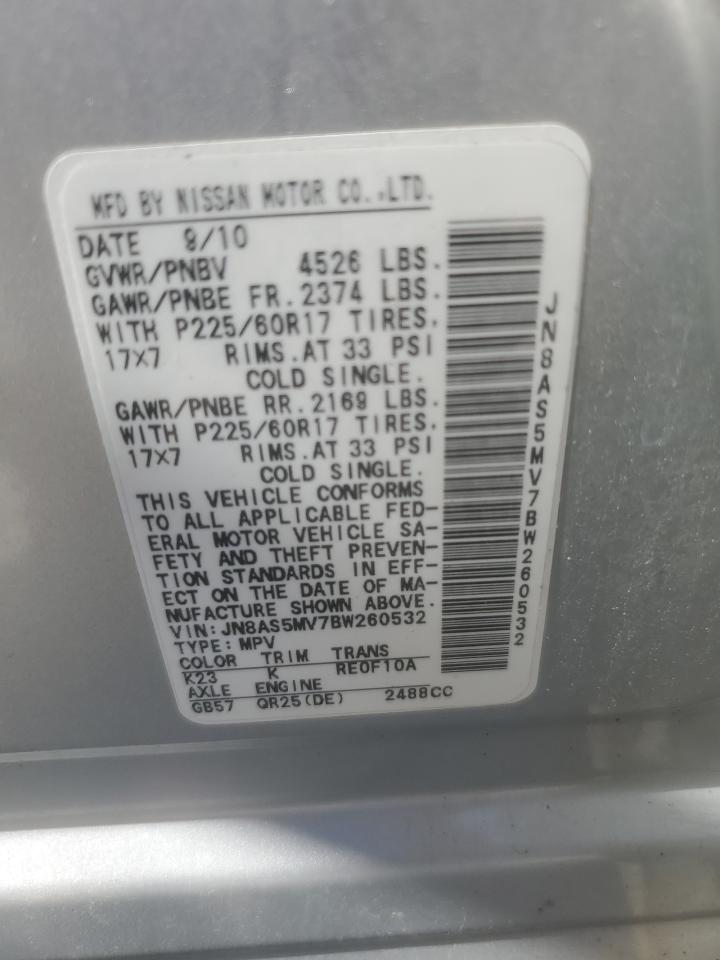 MFD BY NISSAN MOTOR CO.,LTD.
DATE 9/10
GVWR/PNBV 4526 LBS.
GAWR/PNBE FR.2374 LBS.
WITH P225/60R17 TIRES.
17X7 RIMS.AT 33 PSI
COLD SINGLE.
GAWR/PNBE RR.2169 LBS.
WITH P225/60R17 TIRES.
17X7 RIMS.AT 33 PSI
COLD SINGLE.
THIS VEHICLE CONFORMS
TO ALL APPLICABLE FED-
ERAL MOTOR VEHICLE SA-
FETY AND THEFT PREVEN-
TION STANDARDS IN EFF-
ECT ON THE DATE OF MA-
NUFACTURE SHOWN ABOVE.
VIN:JN8AS5MV7BW260532
TYPE:MPV
COLOR TRIM TRANS
K23 K RE0F10A
AXLE ENGINE
GB57 QR25(DE) 2488CC
JN8AS5MV7BW260532